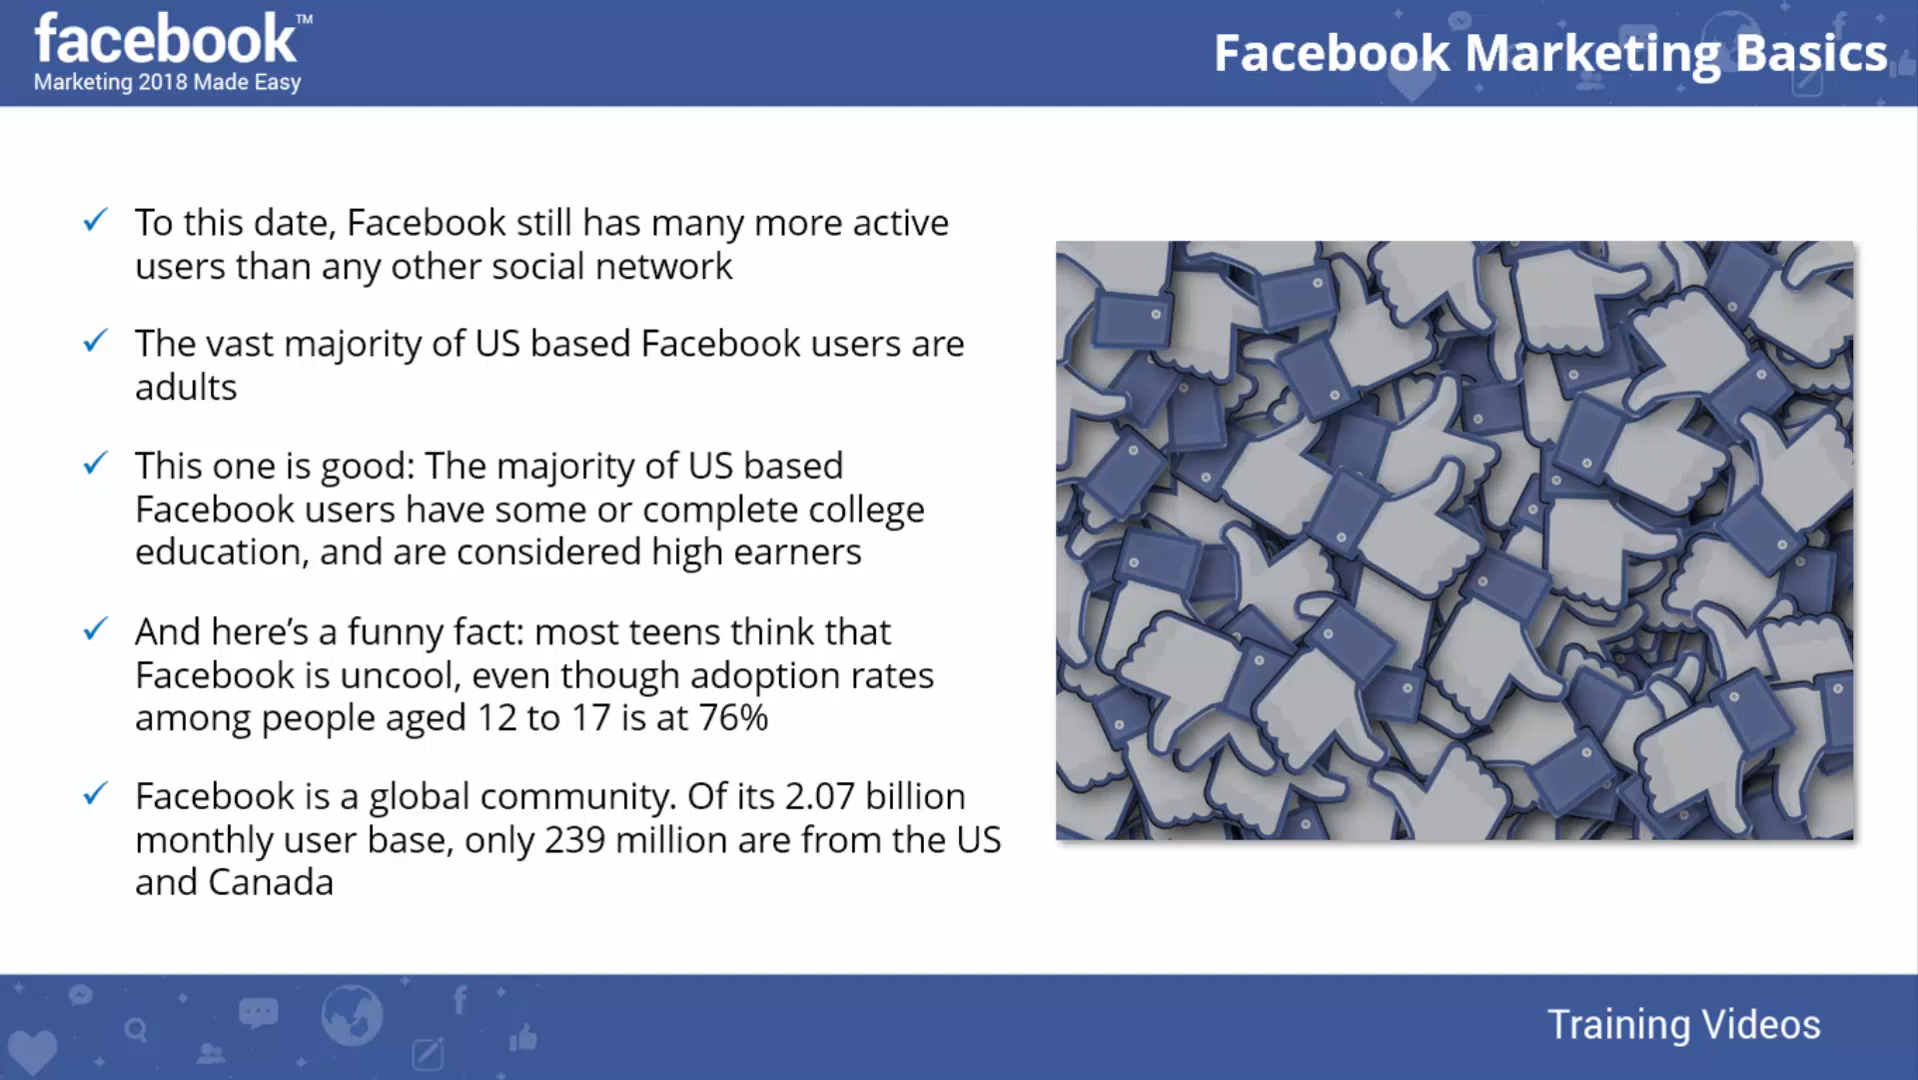 facebook™
Marketing 2018 Made Easy
Facebook Marketing Basics
To this date, Facebook still has many more active
users than any other social network
The vast majority of US based Facebook users are
adults
This one is good: The majority of US based
Facebook users have some or complete college
education, and are considered high earners
And here’s a funny fact: most teens think that
Facebook is uncool, even though adoption rates
among people aged 12 to 17 is at 76%
Facebook is a global community. Of its 2.07 billion
monthly user base, only 239 million are from the US
and Canada
Training Videos